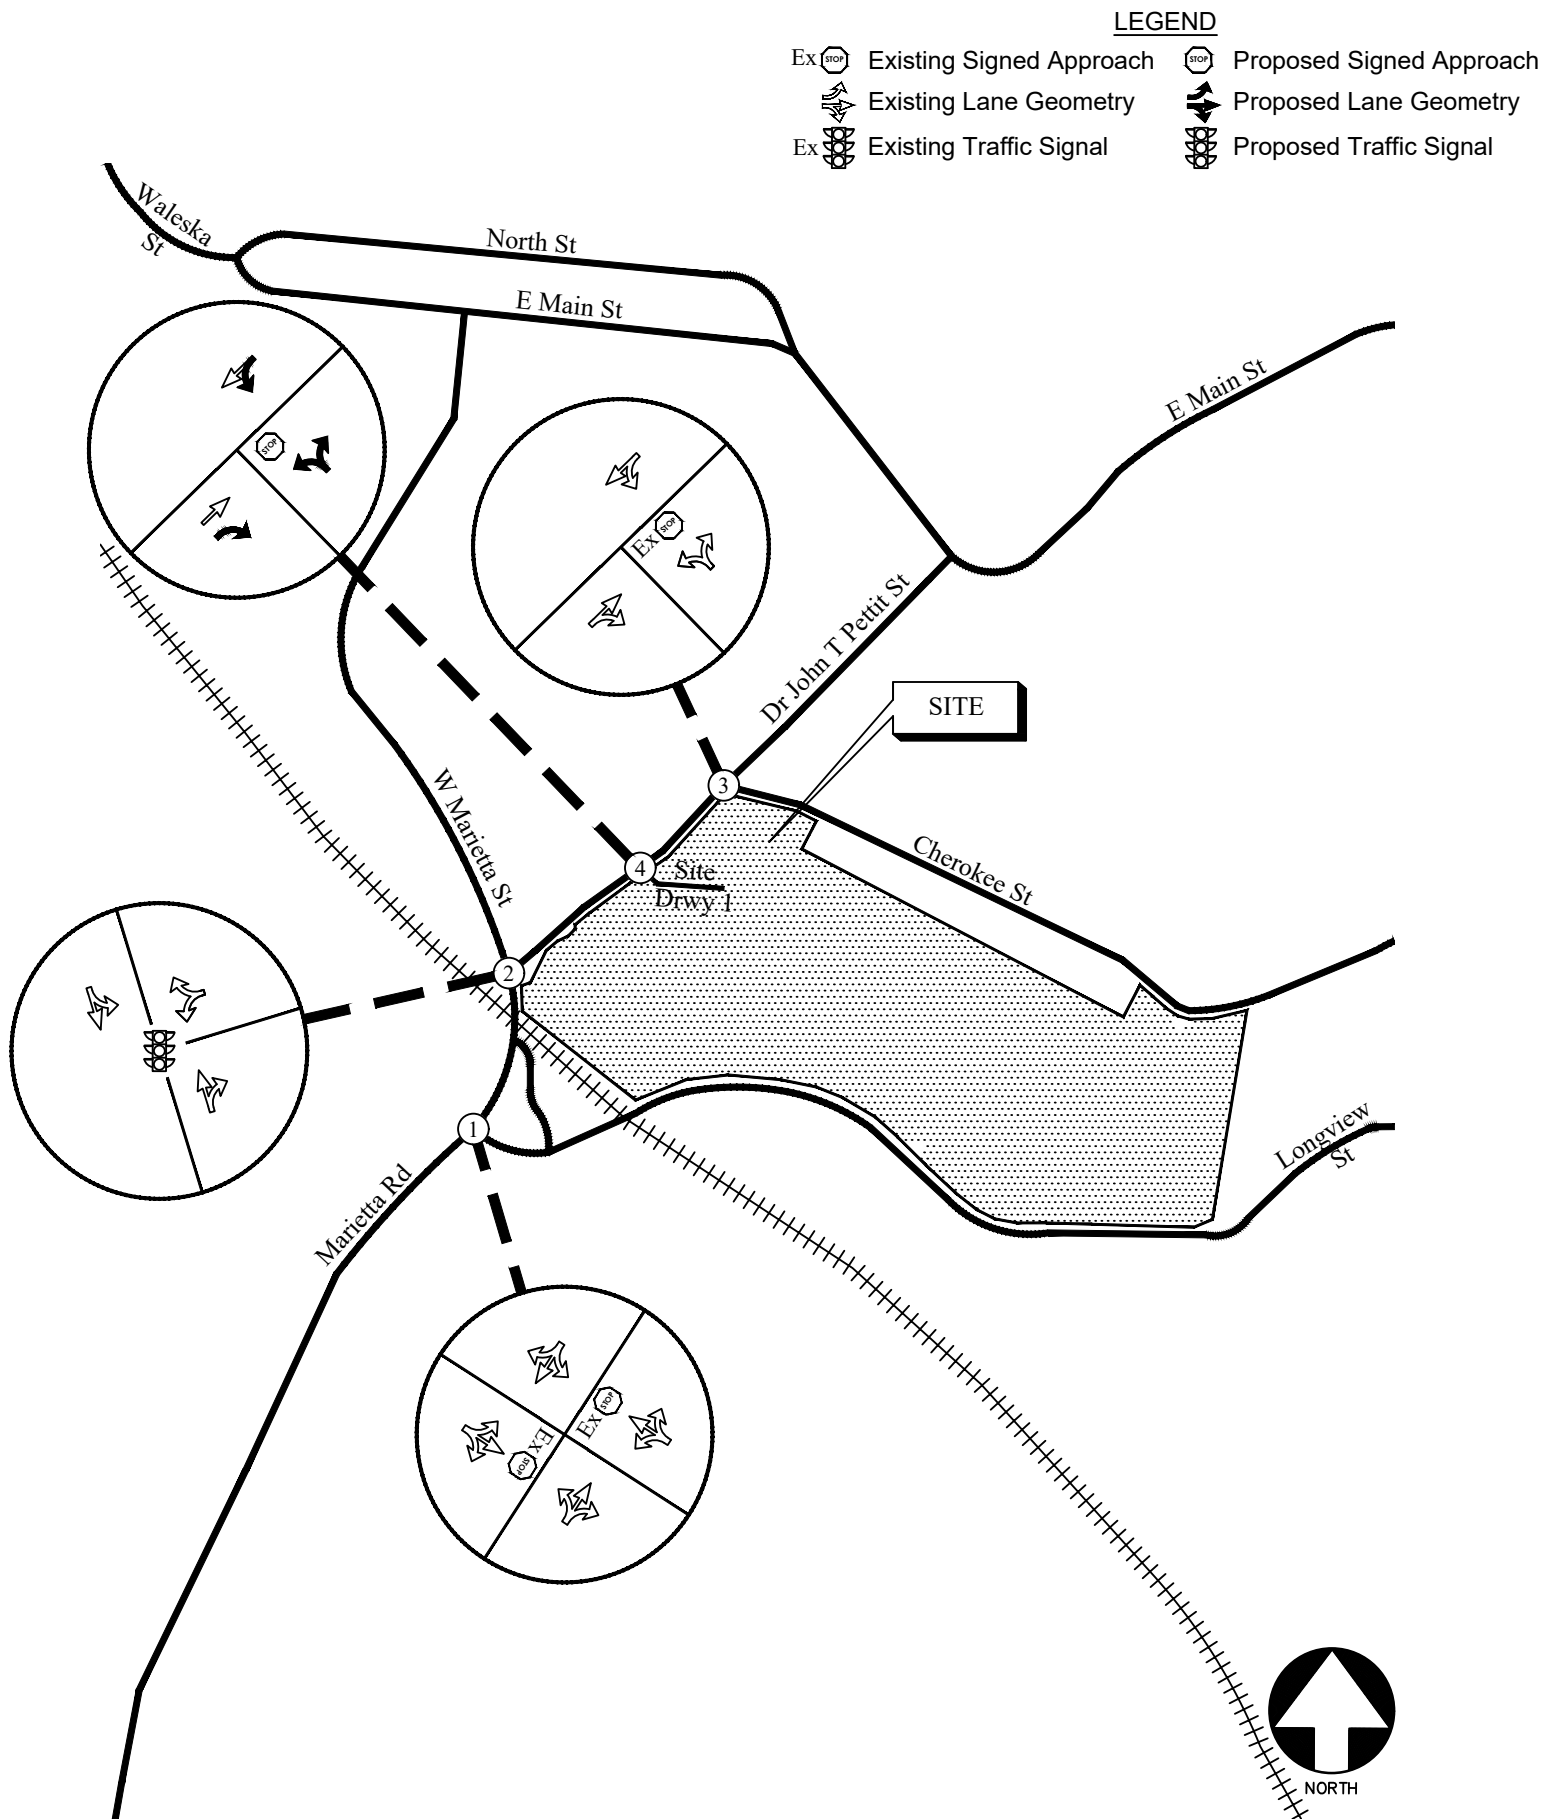 LEGEND
Ex STOP Existing Signed Approach STOP Proposed Signed Approach
Existing Lane Geometry Proposed Lane Geometry
Ex Existing Traffic Signal Proposed Traffic Signal
Waleska
St
North St
E Main St
E Main St
STOP
Ex STOP
Dr John T Pettit St
SITE
W Marietta St
3
4
Site
Drwy 1
Cherokee St
2
1
Longview
St
Marietta Rd
Ex STOP
Ex STOP
NORTH